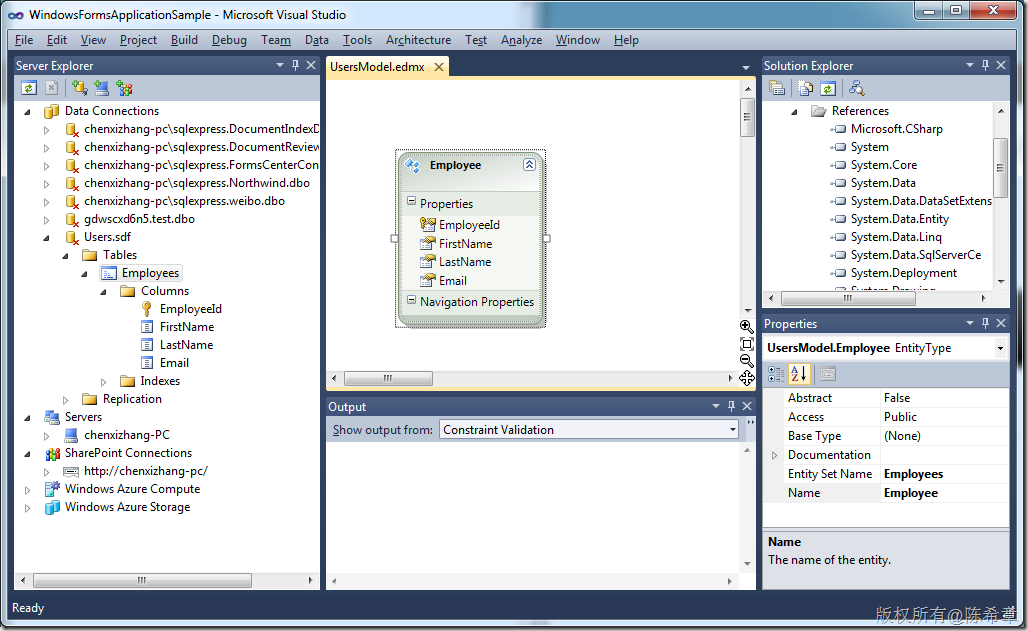 WindowsFormsApplicationSample - Microsoft Visual Studio
File Edit View Project Build Debug Team Data Tools Architecture Test Analyze Window Help
Server Explorer
Data Connections
chenxizhang-pc\sqlexpress.DocumentIndexD
chenxizhang-pc\sqlexpress.DocumentReview
chenxizhang-pc\sqlexpress.FormsCenterCon
chenxizhang-pc\sqlexpress.Northwind.dbo
chenxizhang-pc\sqlexpress.weibo.dbo
gdwscxd6n5.test.dbo
Users.sdf
Tables
Employees
Columns
EmployeeId
FirstName
LastName
Email
Indexes
Replication
Servers
chenxizhang-PC
SharePoint Connections
http://chenxizhang-pc/
Windows Azure Compute
Windows Azure Storage
UsersModel.edmx
Employee
Properties
EmployeeId
FirstName
LastName
Email
Navigation Properties
Output
Show output from: Constraint Validation
Solution Explorer
References
Microsoft.CSharp
System
System.Core
System.Data
System.Data.DataSetExtens
System.Data.Entity
System.Data.Linq
System.Data.SqlServerCe
System.Deployment
System.Drawing
Properties
UsersModel.Employee EntityType
Abstract False
Access Public
Base Type (None)
Documentation
Entity Set Name Employees
Name Employee
Name
The name of the entity.
Ready
版权所有@陈希章